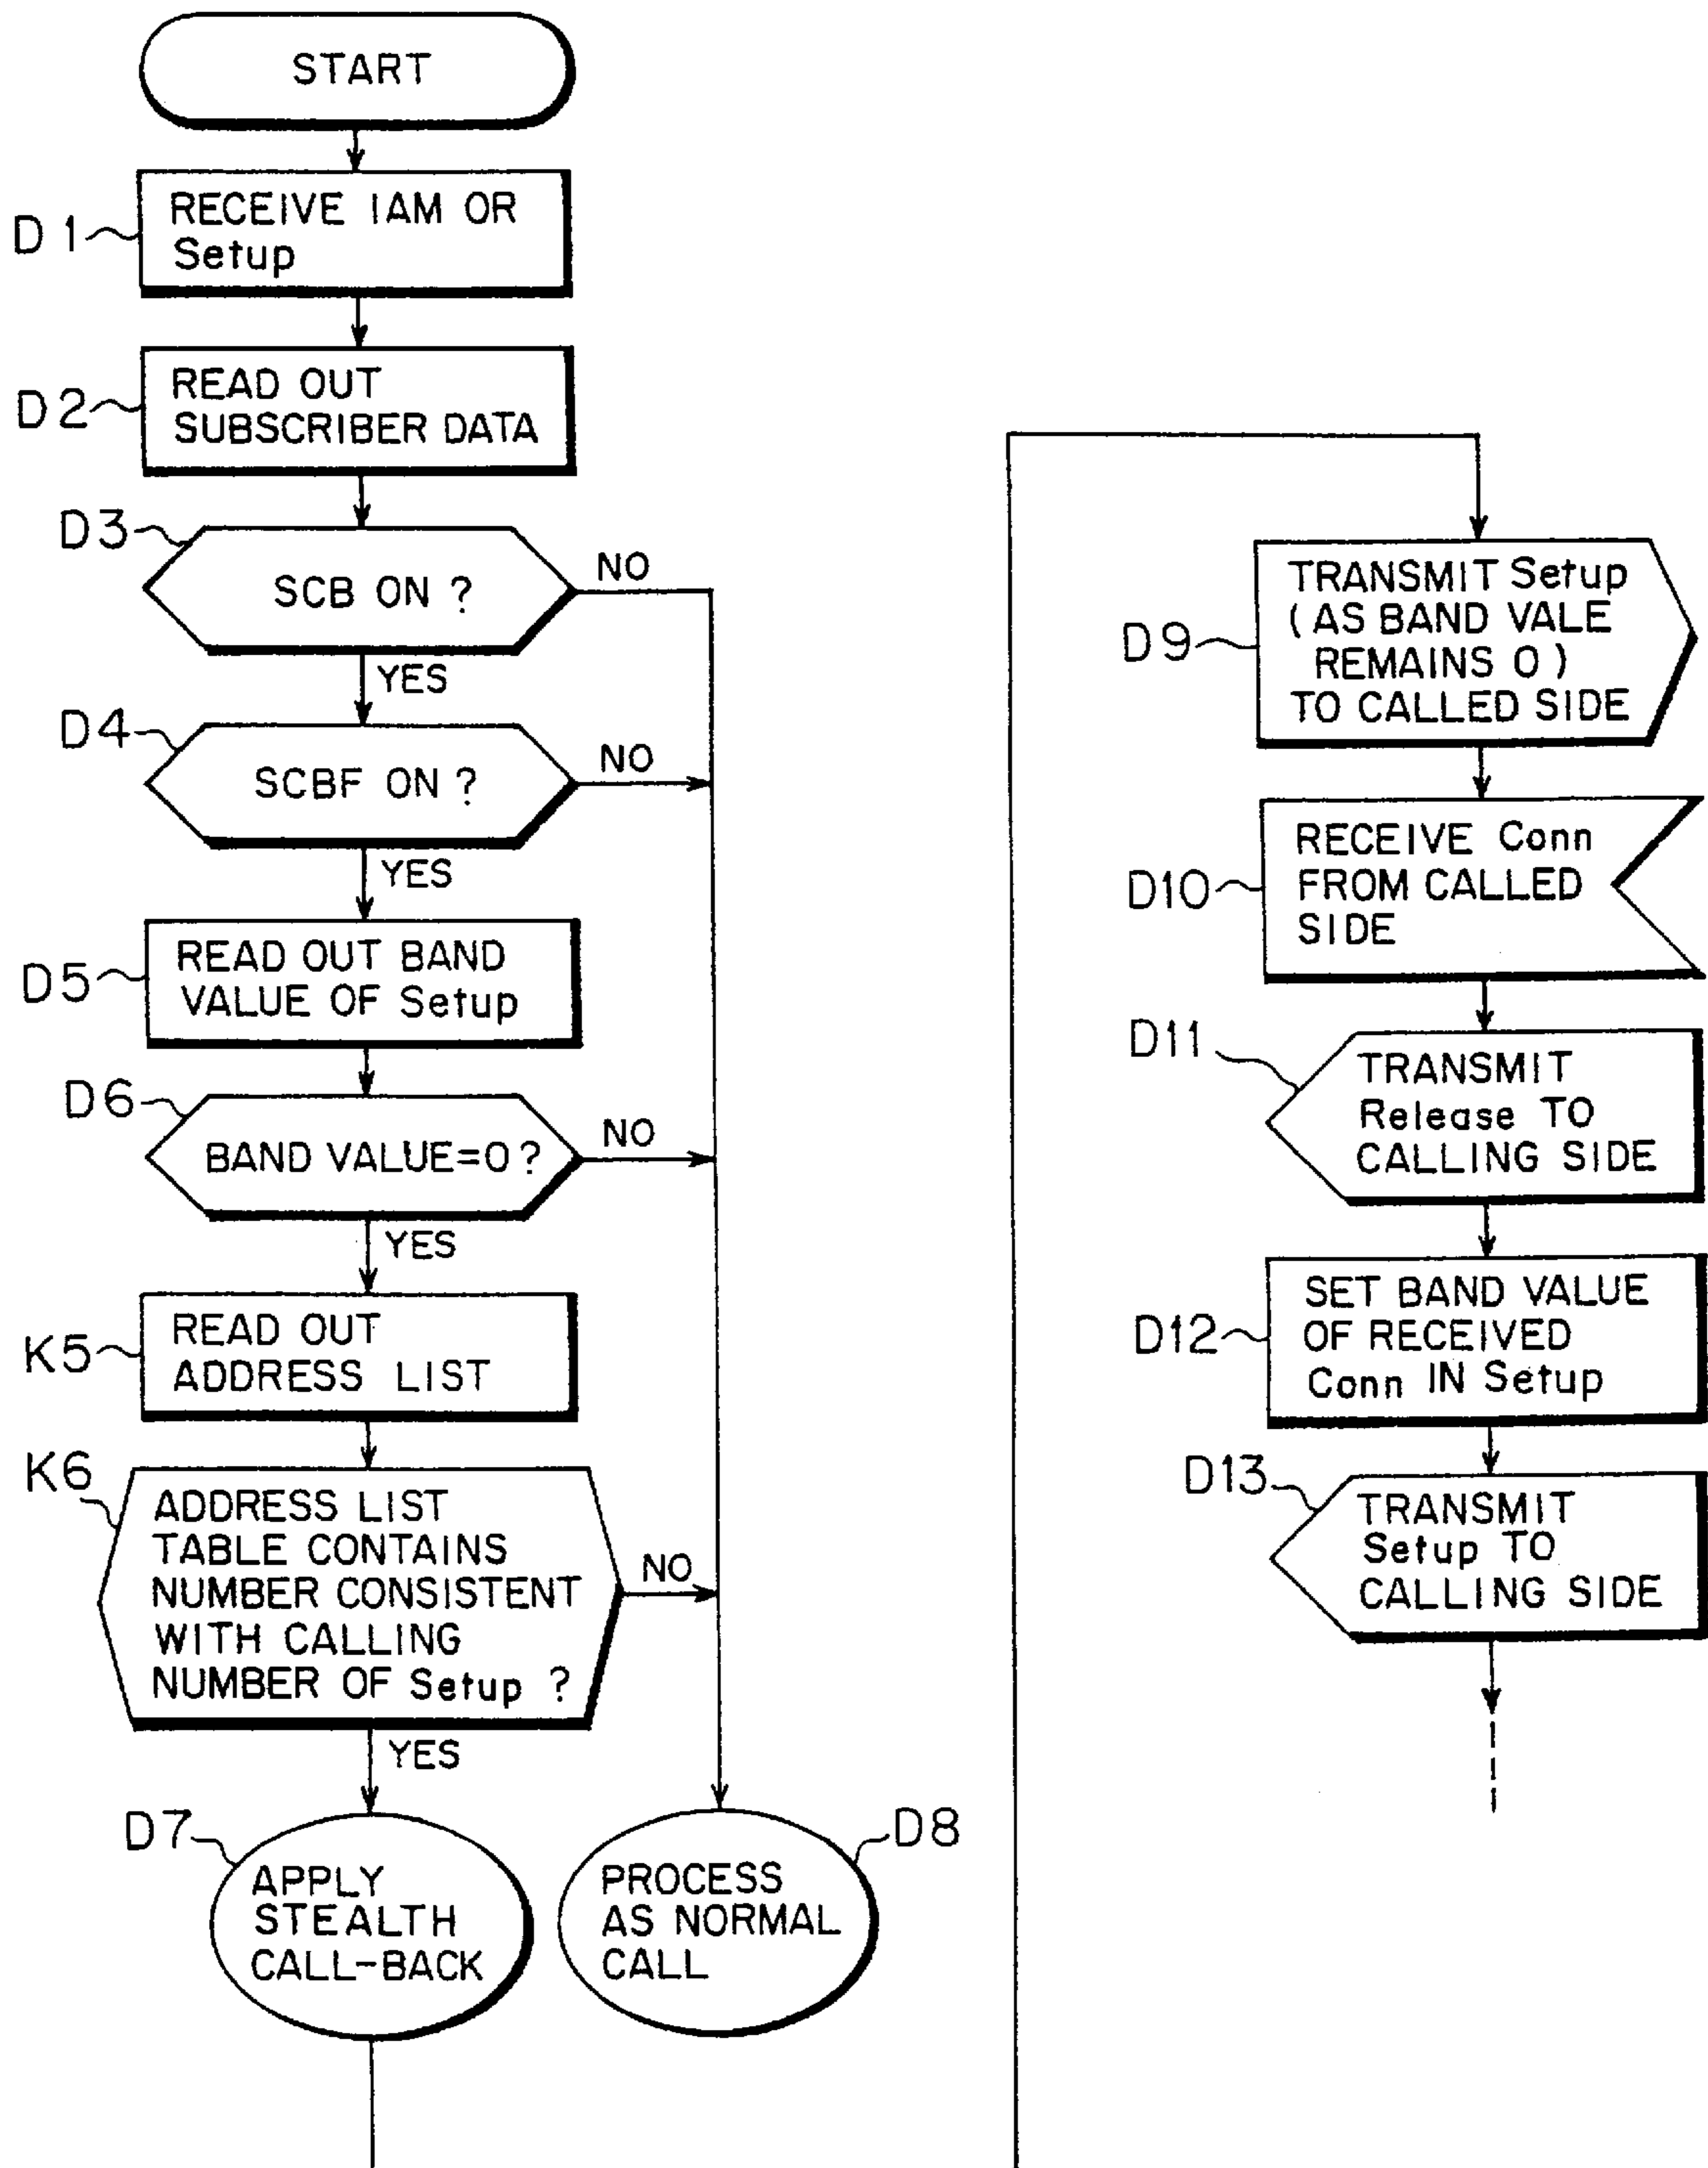 START
D1
RECEIVE IAM OR
Setup
D2
READ OUT
SUBSCRIBER DATA
D3
SCB ON ?
NO
YES
D4
SCBF ON ?
NO
YES
D5
READ OUT BAND
VALUE OF Setup
D6
BAND VALUE=0 ?
NO
YES
K5
READ OUT
ADDRESS LIST
K6
ADDRESS LIST
TABLE CONTAINS
NUMBER CONSISTENT
WITH CALLING
NUMBER OF Setup ?
NO
YES
D7
APPLY
STEALTH
CALL-BACK
D8
PROCESS
AS NORMAL
CALL
D9
TRANSMIT Setup
(AS BAND VALE
REMAINS 0)
TO CALLED SIDE
D10
RECEIVE Conn
FROM CALLED
SIDE
D11
TRANSMIT
Release TO
CALLING SIDE
D12
SET BAND VALUE
OF RECEIVED
Conn IN Setup
D13
TRANSMIT
Setup TO
CALLING SIDE